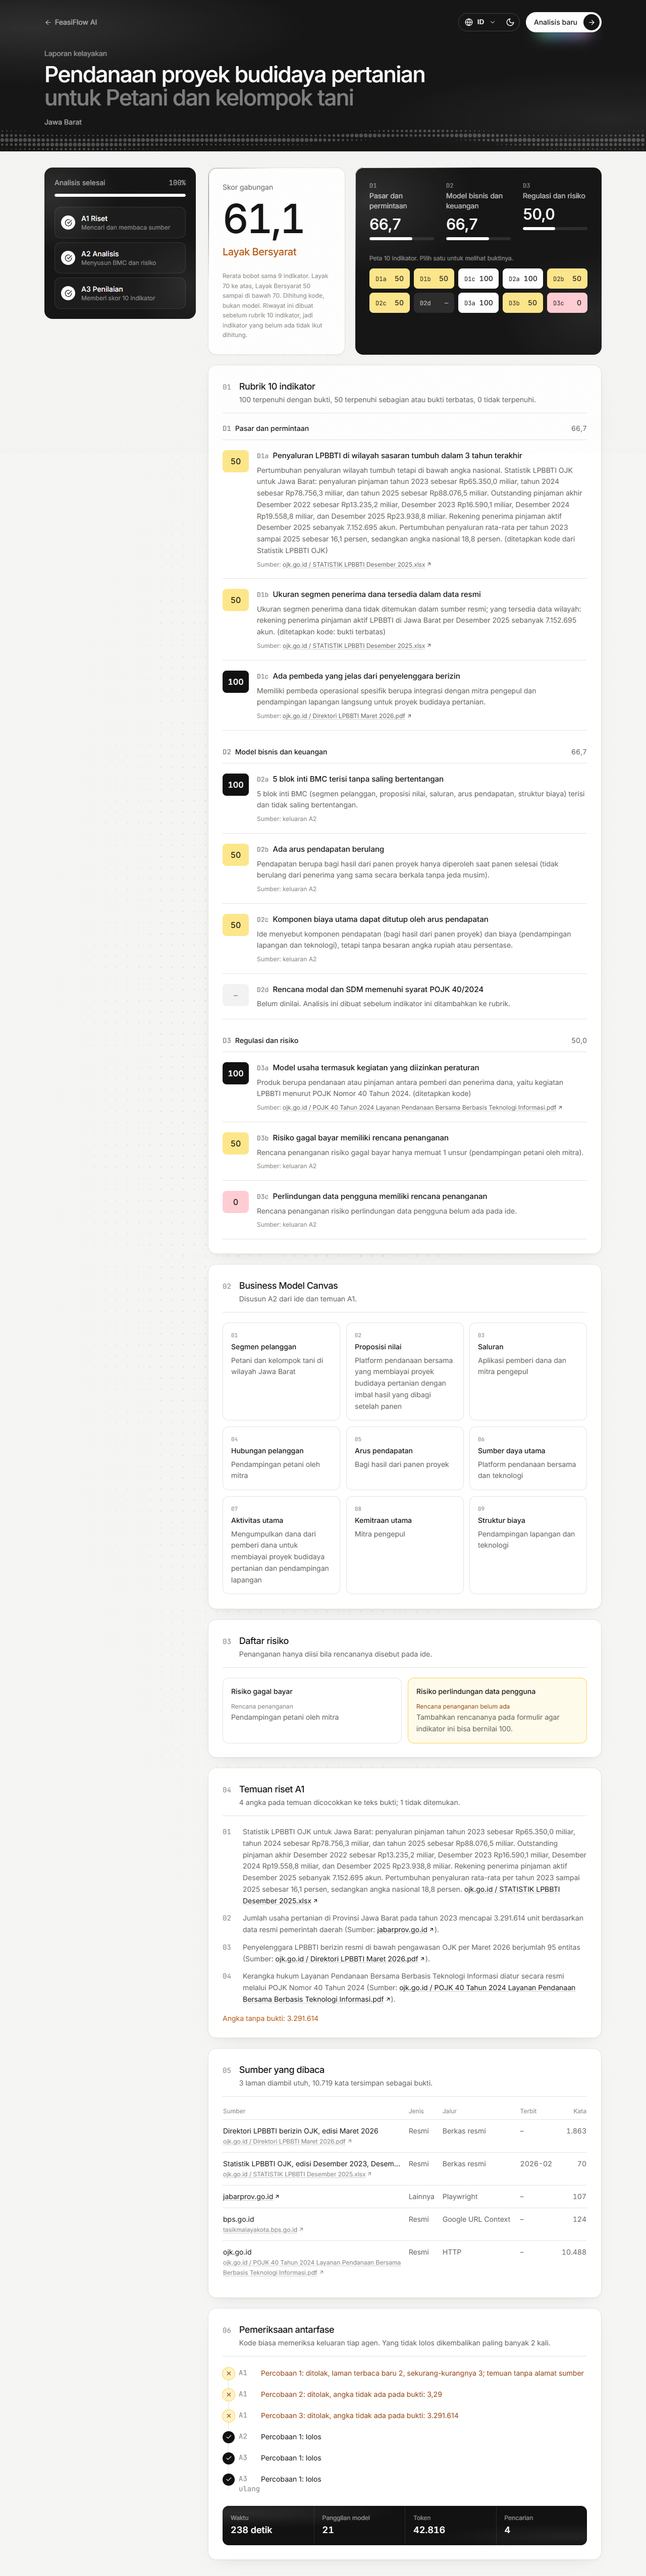 ← FeasiFlow AI
ID
Analisis baru
Laporan kelayakan
Pendanaan proyek budidaya pertanian
untuk Petani dan kelompok tani
Jawa Barat
Analisis selesai 100%
A1 Riset
Mencari dan membaca sumber
A2 Analisis
Menyusun BMC dan risiko
A3 Penilaian
Memberi skor 10 indikator
Skor gabungan
61,1
Layak Bersyarat
Rerata bobot sama 9 indikator. Layak
70 ke atas, Layak Bersyarat 50
sampai di bawah 70. Dihitung kode,
bukan model. Riwayat ini dibuat
sebelum rubrik 10 indikator, jadi
indikator yang belum ada tidak ikut
dihitung.
D1
Pasar dan
permintaan
66,7
D2
Model bisnis dan
keuangan
66,7
D3
Regulasi dan risiko
50,0
Peta 10 indikator. Pilih satu untuk melihat buktinya.
D1a 50 D1b 50 D1c 100 D2a 100 D2b 50
D2c 50 D2d – D3a 100 D3b 50 D3c 0
01 Rubrik 10 indikator
100 terpenuhi dengan bukti, 50 terpenuhi sebagian atau bukti terbatas, 0 tidak terpenuhi.
D1 Pasar dan permintaan 66,7
50 D1a Penyaluran LPBBTI di wilayah sasaran tumbuh dalam 3 tahun terakhir
Pertumbuhan penyaluran wilayah tumbuh tetapi di bawah angka nasional. Statistik LPBBTI OJK
untuk Jawa Barat: penyaluran pinjaman tahun 2023 sebesar Rp65.350,0 miliar, tahun 2024
sebesar Rp78.756,3 miliar, dan tahun 2025 sebesar Rp88.076,5 miliar. Outstanding pinjaman akhir
Desember 2022 sebesar Rp13.235,2 miliar, Desember 2023 Rp16.590,1 miliar, Desember 2024
Rp19.558,8 miliar, dan Desember 2025 Rp23.938,8 miliar. Rekening penerima pinjaman aktif
Desember 2025 sebanyak 7.152.695 akun. Pertumbuhan penyaluran rata-rata per tahun 2023
sampai 2025 sebesar 16,1 persen, sedangkan angka nasional 18,8 persen. (ditetapkan kode dari
Statistik LPBBTI OJK)
Sumber: ojk.go.id / STATISTIK LPBBTI Desember 2025.xlsx ↗
50 D1b Ukuran segmen penerima dana tersedia dalam data resmi
Ukuran segmen penerima dana tidak ditemukan dalam sumber resmi; yang tersedia data wilayah:
rekening penerima pinjaman aktif LPBBTI di Jawa Barat per Desember 2025 sebanyak 7.152.695
akun. (ditetapkan kode: bukti terbatas)
Sumber: ojk.go.id / STATISTIK LPBBTI Desember 2025.xlsx ↗
100 D1c Ada pembeda yang jelas dari penyelenggara berizin
Memiliki pembeda operasional spesifik berupa integrasi dengan mitra pengepul dan
pendampingan lapangan langsung untuk proyek budidaya pertanian.
Sumber: ojk.go.id / Direktori LPBBTI Maret 2026.pdf ↗
D2 Model bisnis dan keuangan 66,7
100 D2a 5 blok inti BMC terisi tanpa saling bertentangan
5 blok inti BMC (segmen pelanggan, proposisi nilai, saluran, arus pendapatan, struktur biaya) terisi
dan tidak saling bertentangan.
Sumber: keluaran A2
50 D2b Ada arus pendapatan berulang
Pendapatan berupa bagi hasil dari panen proyek hanya diperoleh saat panen selesai (tidak
berulang dari penerima yang sama secara berkala tanpa jeda musim).
Sumber: keluaran A2
50 D2c Komponen biaya utama dapat ditutup oleh arus pendapatan
Ide menyebut komponen pendapatan (bagi hasil dari panen proyek) dan biaya (pendampingan
lapangan dan teknologi), tetapi tanpa besaran angka rupiah atau persentase.
Sumber: keluaran A2
– D2d Rencana modal dan SDM memenuhi syarat POJK 40/2024
Belum dinilai. Analisis ini dibuat sebelum indikator ini ditambahkan ke rubrik.
D3 Regulasi dan risiko 50,0
100 D3a Model usaha termasuk kegiatan yang diizinkan peraturan
Produk berupa pendanaan atau pinjaman antara pemberi dan penerima dana, yaitu kegiatan
LPBBTI menurut POJK Nomor 40 Tahun 2024. (ditetapkan kode)
Sumber: ojk.go.id / POJK 40 Tahun 2024 Layanan Pendanaan Bersama Berbasis Teknologi Informasi.pdf ↗
50 D3b Risiko gagal bayar memiliki rencana penanganan
Rencana penanganan risiko gagal bayar hanya memuat 1 unsur (pendampingan petani oleh mitra).
Sumber: keluaran A2
0 D3c Perlindungan data pengguna memiliki rencana penanganan
Rencana penanganan risiko perlindungan data pengguna belum ada pada ide.
Sumber: keluaran A2
02 Business Model Canvas
Disusun A2 dari ide dan temuan A1.
01
Segmen pelanggan
Petani dan kelompok tani di
wilayah Jawa Barat
02
Proposisi nilai
Platform pendanaan bersama
yang membiayai proyek
budidaya pertanian dengan
imbal hasil yang dibagi
setelah panen
03
Saluran
Aplikasi pemberi dana dan
mitra pengepul
04
Hubungan pelanggan
Pendampingan petani oleh
mitra
05
Arus pendapatan
Bagi hasil dari panen proyek
06
Sumber daya utama
Platform pendanaan bersama
dan teknologi
07
Aktivitas utama
Mengumpulkan dana dari
pemberi dana untuk
membiayai proyek budidaya
pertanian dan pendampingan
lapangan
08
Kemitraan utama
Mitra pengepul
09
Struktur biaya
Pendampingan lapangan dan
teknologi
03 Daftar risiko
Penanganan hanya diisi bila rencananya disebut pada ide.
Risiko gagal bayar
Rencana penanganan
Pendampingan petani oleh mitra
Risiko perlindungan data pengguna
Rencana penanganan belum ada
Tambahkan rencananya pada formulir agar
indikator ini bisa bernilai 100.
04 Temuan riset A1
4 angka pada temuan dicocokkan ke teks bukti; 1 tidak ditemukan.
01 Statistik LPBBTI OJK untuk Jawa Barat: penyaluran pinjaman tahun 2023 sebesar Rp65.350,0 miliar,
tahun 2024 sebesar Rp78.756,3 miliar, dan tahun 2025 sebesar Rp88.076,5 miliar. Outstanding
pinjaman akhir Desember 2022 sebesar Rp13.235,2 miliar, Desember 2023 Rp16.590,1 miliar, Desember
2024 Rp19.558,8 miliar, dan Desember 2025 Rp23.938,8 miliar. Rekening penerima pinjaman aktif
Desember 2025 sebanyak 7.152.695 akun. Pertumbuhan penyaluran rata-rata per tahun 2023 sampai
2025 sebesar 16,1 persen, sedangkan angka nasional 18,8 persen. ojk.go.id / STATISTIK LPBBTI
Desember 2025.xlsx ↗
02 Jumlah usaha pertanian di Provinsi Jawa Barat pada tahun 2023 mencapai 3.291.614 unit berdasarkan
data resmi pemerintah daerah (Sumber: jabarprov.go.id ↗).
03 Penyelenggara LPBBTI berizin resmi di bawah pengawasan OJK per Maret 2026 berjumlah 95 entitas
(Sumber: ojk.go.id / Direktori LPBBTI Maret 2026.pdf ↗).
04 Kerangka hukum Layanan Pendanaan Bersama Berbasis Teknologi Informasi diatur secara resmi
melalui POJK Nomor 40 Tahun 2024 (Sumber: ojk.go.id / POJK 40 Tahun 2024 Layanan Pendanaan
Bersama Berbasis Teknologi Informasi.pdf ↗).
Angka tanpa bukti: 3.291.614
05 Sumber yang dibaca
3 laman diambil utuh, 10.719 kata tersimpan sebagai bukti.
Sumber Jenis Jalur Terbit Kata
Direktori LPBBTI berizin OJK, edisi Maret 2026 Resmi Berkas resmi – 1.863
ojk.go.id / Direktori LPBBTI Maret 2026.pdf ↗
Statistik LPBBTI OJK, edisi Desember 2023, Desem... Resmi Berkas resmi 2026-02 70
ojk.go.id / STATISTIK LPBBTI Desember 2025.xlsx ↗
jabarprov.go.id ↗ Lainnya Playwright – 107
bps.go.id Resmi Google URL Context – 124
tasikmalayakota.bps.go.id ↗
ojk.go.id Resmi HTTP – 10.488
ojk.go.id / POJK 40 Tahun 2024 Layanan Pendanaan Bersama
Berbasis Teknologi Informasi.pdf ↗
06 Pemeriksaan antarfase
Kode biasa memeriksa keluaran tiap agen. Yang tidak lolos dikembalikan paling banyak 2 kali.
A1 Percobaan 1: ditolak, laman terbaca baru 2, sekurang-kurangnya 3; temuan tanpa alamat sumber
A1 Percobaan 2: ditolak, angka tidak ada pada bukti: 3,29
A1 Percobaan 3: ditolak, angka tidak ada pada bukti: 3.291.614
A2 Percobaan 1: lolos
A3 Percobaan 1: lolos
A3 ulang Percobaan 1: lolos
Waktu
238 detik
Panggilan model
21
Token
42.816
Pencarian
4